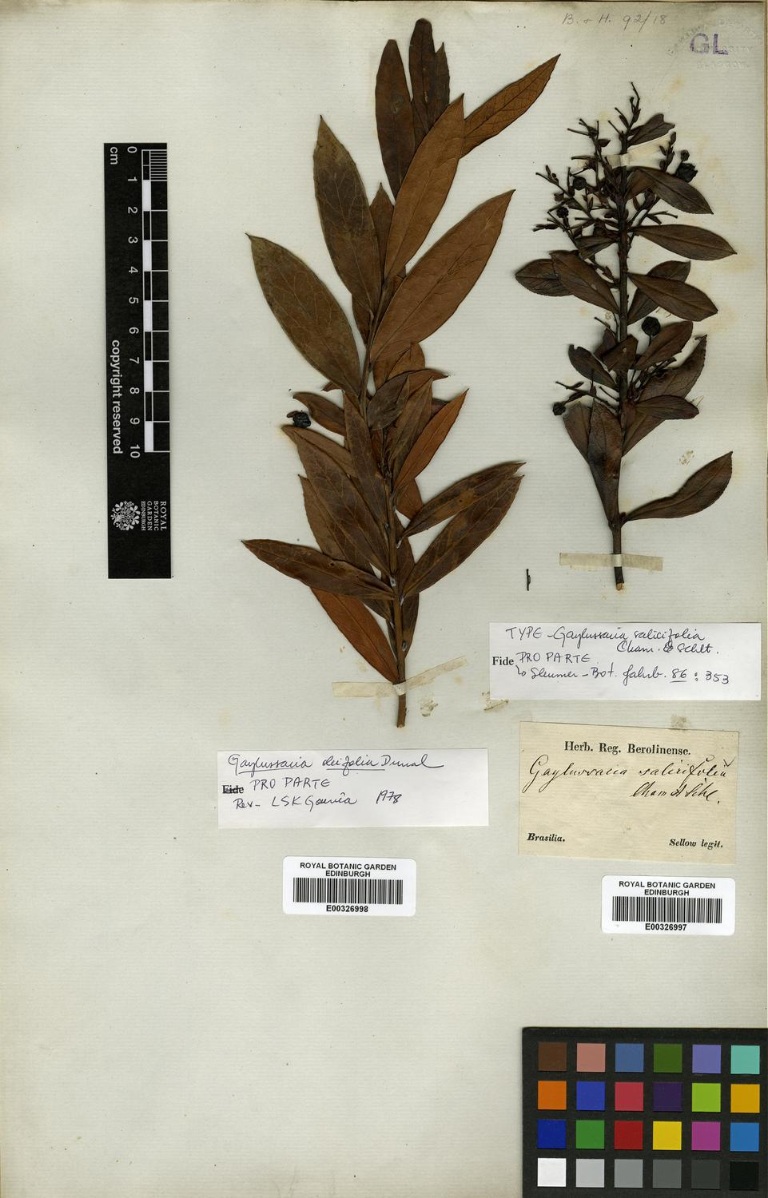 B. & H. 92/18
GL
cm
0
1
2
3
4
5
6
7
8
9
10
copyright reserved
ROYAL
BOTANIC
GARDEN
EDINBURGH
TYPE - Gaylussacia salicifolia
Cham. & Schlt.
Fide PRO PARTE
Sleumer - Bot. Jahrb. 86 : 353
Herb. Reg. Berolinense.
Gaylussacia salicifolia
Cham et Schl.
Brasilia.
Sellow legit.
Gaylussacia oleifolia Dunal
Fide PRO PARTE
Rev - LSK Gouvêa 1978
ROYAL BOTANIC GARDEN
EDINBURGH
E00326998
ROYAL BOTANIC GARDEN
EDINBURGH
E00326997